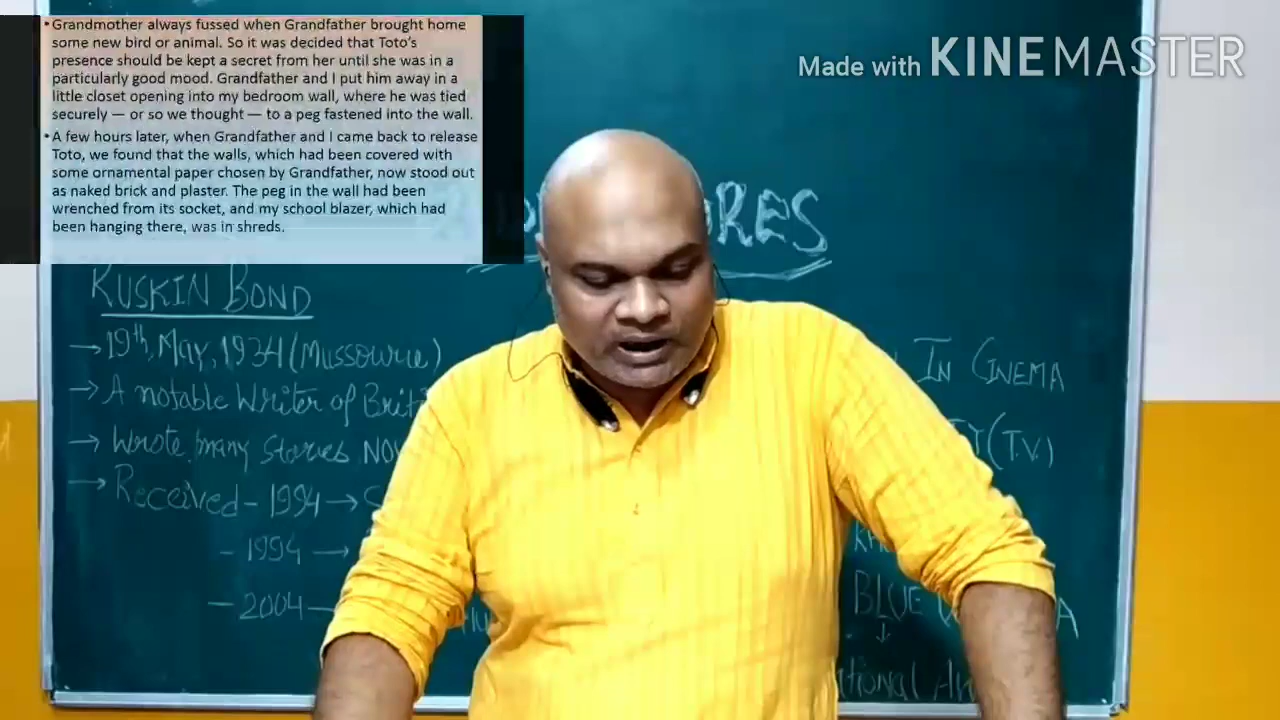 • Grandmother always fussed when Grandfather brought home
some new bird or animal. So it was decided that Toto's
presence should be kept a secret from her until she was in a
particularly good mood. Grandfather and I put him away in a
little closet opening into my bedroom wall, where he was tied
securely — or so we thought — to a peg fastened into the wall.
• A few hours later, when Grandfather and I came back to release
Toto, we found that the walls, which had been covered with
some ornamental paper chosen by Grandfather, now stood out
as naked brick and plaster. The peg in the wall had been
wrenched from its socket, and my school blazer, which had
been hanging there, was in shreds.
Made with KINEMASTER
RES
RUSKIN BOND
→ 19th, May, 1934 (Mussourie)
→ A notable Writer of Brit
→ Wrote many stories NOV
→ Received - 1994 →
- 1994 →
- 2004 -
IN CINEMA
(T.V.)
BLUE
↓